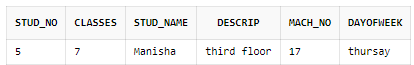 STUD_NO CLASSES STUD_NAME DESCRIP MACH_NO DAYOFWEEK
5 7 Manisha third floor 17 thursay